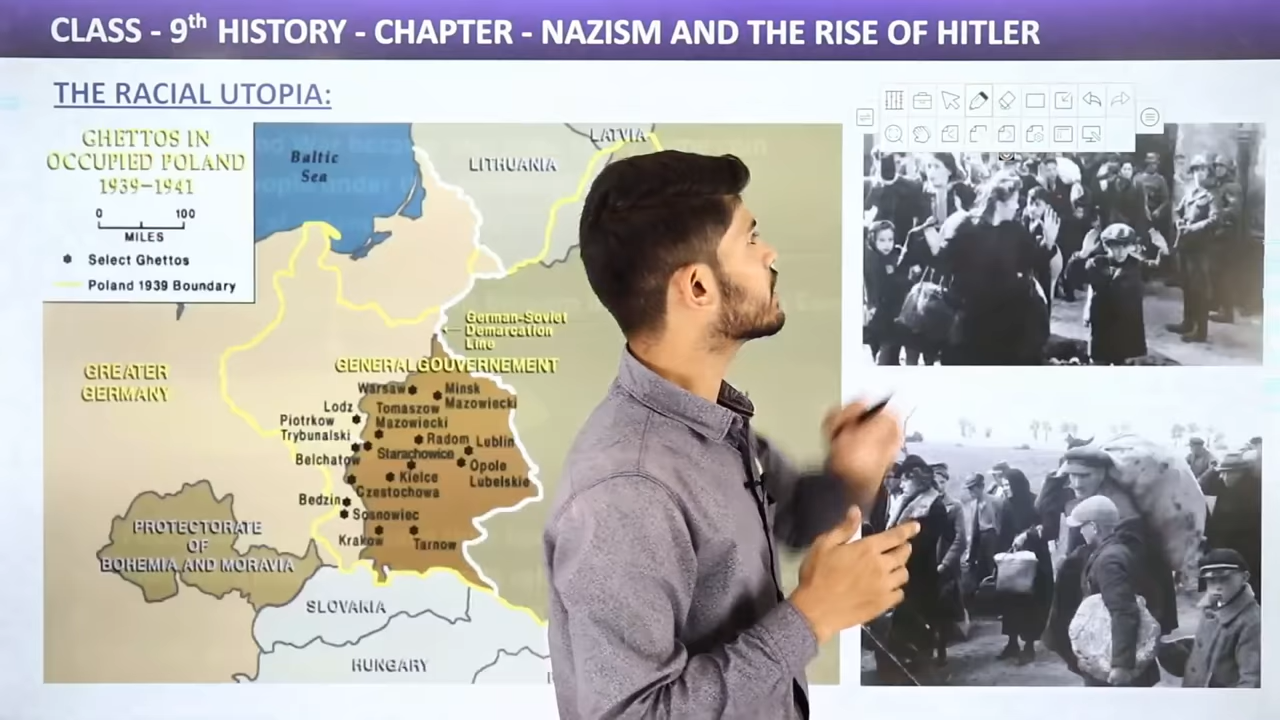 CLASS - 9th HISTORY - CHAPTER - NAZISM AND THE RISE OF HITLER
THE RACIAL UTOPIA:
GHETTOS IN
OCCUPIED POLAND
1939–1941
0 100
MILES
Select Ghettos
Poland 1939 Boundary
Baltic
Sea
LATVIA
LITHUANIA
German-Soviet
Demarcation
Line
GREATER
GERMANY
GENERAL GOUVERNEMENT
Warsaw
Minsk
Mazowiecki
Lodz
Tomaszow
Mazowiecki
Piotrkow
Trybunalski
Radom
Lublin
Belchatow
Starachowice
Opole
Lubelskie
Kielce
Czestochowa
Bedzin
Sosnowiec
Krakow
Tarnow
PROTECTORATE
OF
BOHEMIA AND MORAVIA
SLOVAKIA
HUNGARY